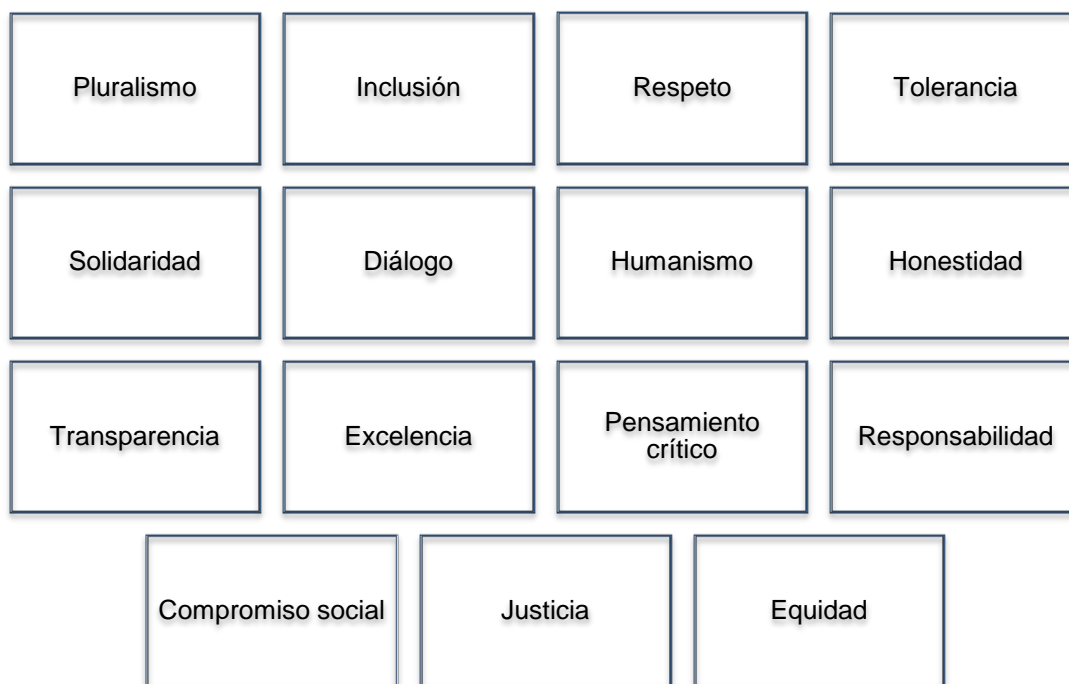 Pluralismo
Inclusión
Respeto
Tolerancia
Solidaridad
Diálogo
Humanismo
Honestidad
Transparencia
Excelencia
Pensamiento
crítico
Responsabilidad
Compromiso social
Justicia
Equidad